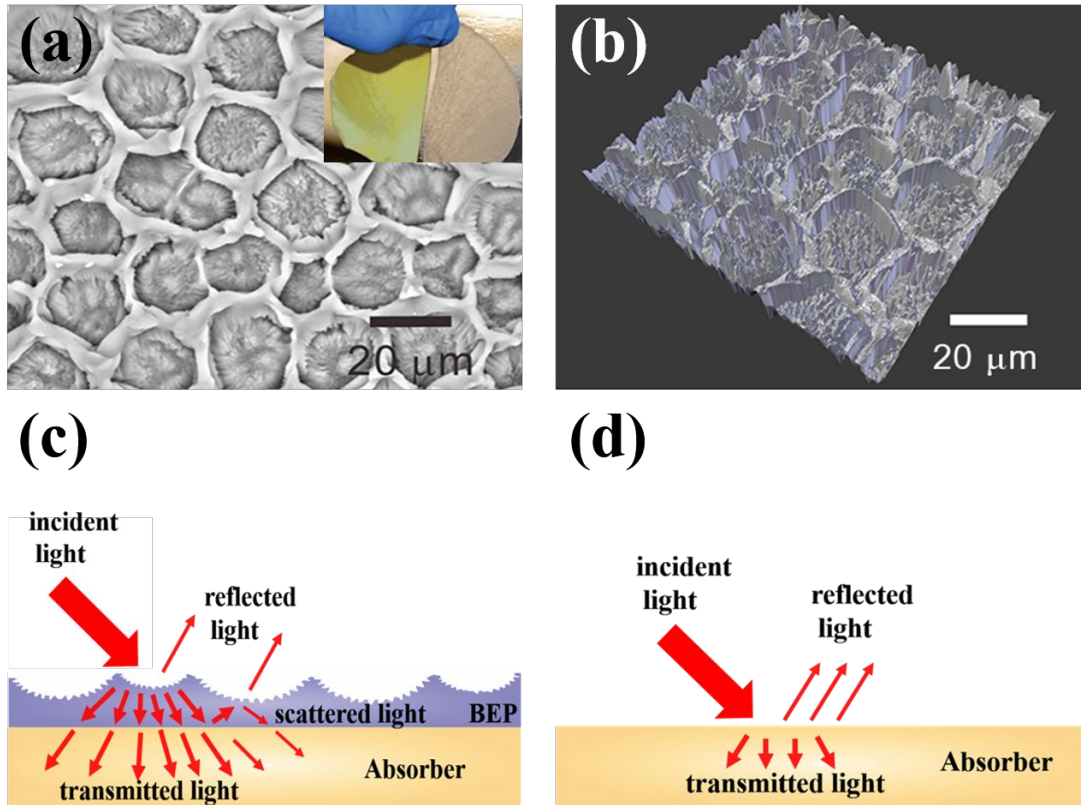 (a)
20 μm
(b)
20 μm
(c)
incident
light
reflected
light
scattered light
BEP
Absorber
transmitted light
(d)
incident
light
reflected
light
Absorber
transmitted light